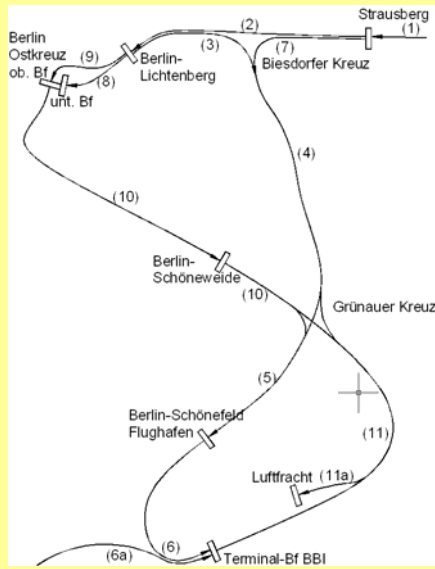 Strausberg
(1)
(2)
(3)
(7)
Berlin
Ostkreuz
ob. Bf
(9)
(8)
unt. Bf
Berlin-
Lichtenberg
Biesdorfer Kreuz
(4)
(10)
Berlin-
Schöneweide
(10)
Grünauer Kreuz
(5)
Berlin-Schönefeld
Flughafen
(11)
Luftfracht
(11a)
(6)
(6a)
Terminal-Bf BBI